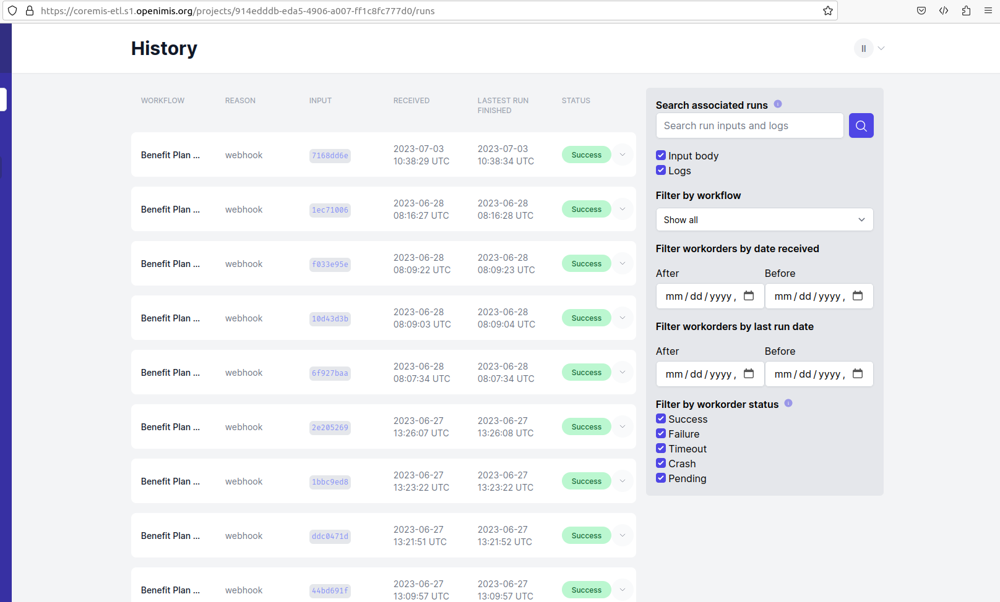 https://coremis-etl.s1.openimis.org/projects/914edddb-eda5-4906-a007-ff1c8fc777d0/runs
History
II
WORKFLOW REASON INPUT RECEIVED LASTEST RUN FINISHED STATUS
Benefit Plan ... webhook 7168dd6e 2023-07-03 10:38:29 UTC 2023-07-03 10:38:34 UTC Success
Benefit Plan ... webhook 1ec71006 2023-06-28 08:16:27 UTC 2023-06-28 08:16:28 UTC Success
Benefit Plan ... webhook f033e95e 2023-06-28 08:09:22 UTC 2023-06-28 08:09:23 UTC Success
Benefit Plan ... webhook 10d43d3b 2023-06-28 08:09:03 UTC 2023-06-28 08:09:04 UTC Success
Benefit Plan ... webhook 6f927baa 2023-06-28 08:07:34 UTC 2023-06-28 08:07:34 UTC Success
Benefit Plan ... webhook 2e205269 2023-06-27 13:26:07 UTC 2023-06-27 13:26:08 UTC Success
Benefit Plan ... webhook 1bbc9ed8 2023-06-27 13:23:22 UTC 2023-06-27 13:23:22 UTC Success
Benefit Plan ... webhook ddc0471d 2023-06-27 13:21:51 UTC 2023-06-27 13:21:52 UTC Success
Benefit Plan ... webhook 44bd691f 2023-06-27 13:09:57 UTC 2023-06-27 13:09:57 UTC Success
Search associated runs
Search run inputs and logs
Input body
Logs
Filter by workflow
Show all
Filter workorders by date received
After Before
mm/dd/yyyy, mm/dd/yyyy,
Filter workorders by last run date
After Before
mm/dd/yyyy, mm/dd/yyyy,
Filter by workorder status
Success
Failure
Timeout
Crash
Pending